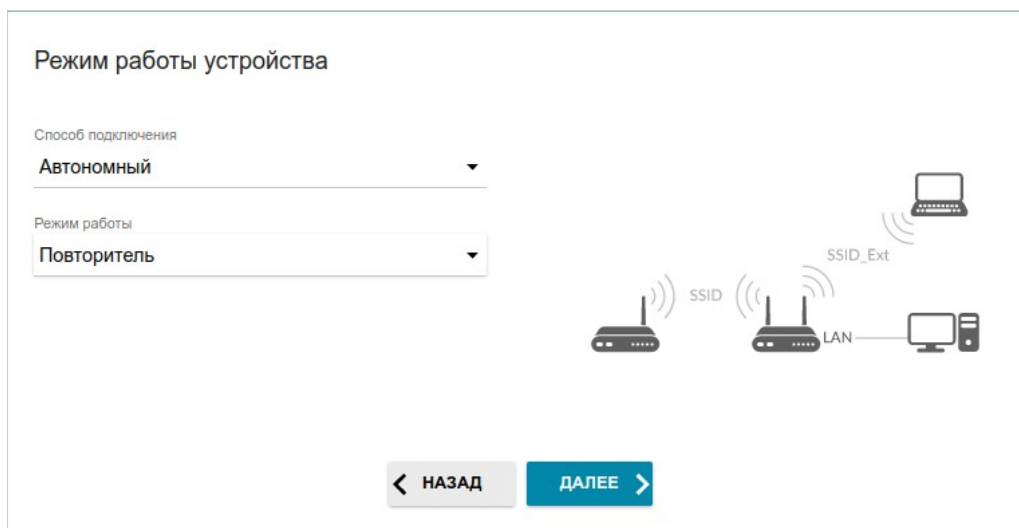 Режим работы устройства
Способ подключения
Автономный
Режим работы
Повторитель
SSID_Ext
SSID
LAN
НАЗАД
ДАЛЕЕ